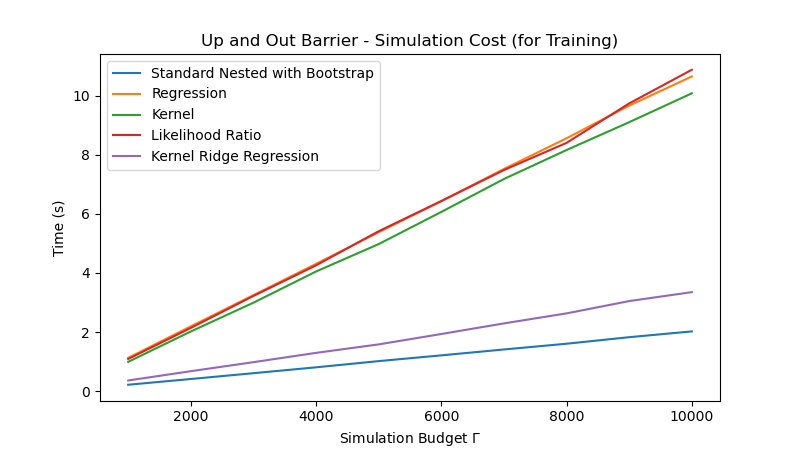 Up and Out Barrier - Simulation Cost (for Training)
Standard Nested with Bootstrap
Regression
Kernel
Likelihood Ratio
Kernel Ridge Regression
Time (s)
10
8
6
4
2
0
2000 4000 6000 8000 10000
Simulation Budget Γ